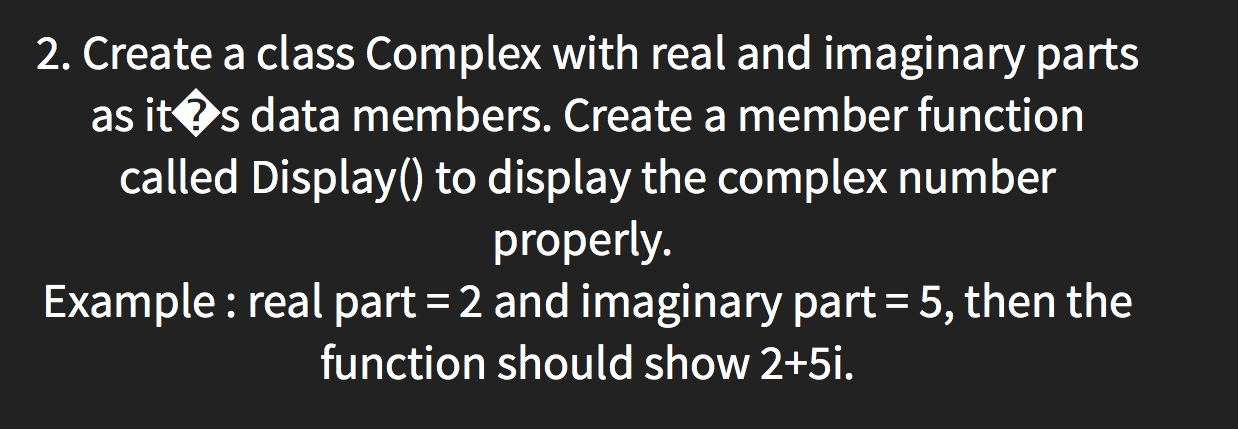 2. Create a class Complex with real and imaginary parts
as it�s data members. Create a member function
called Display() to display the complex number
properly.
Example : real part = 2 and imaginary part = 5, then the
function should show 2+5i.